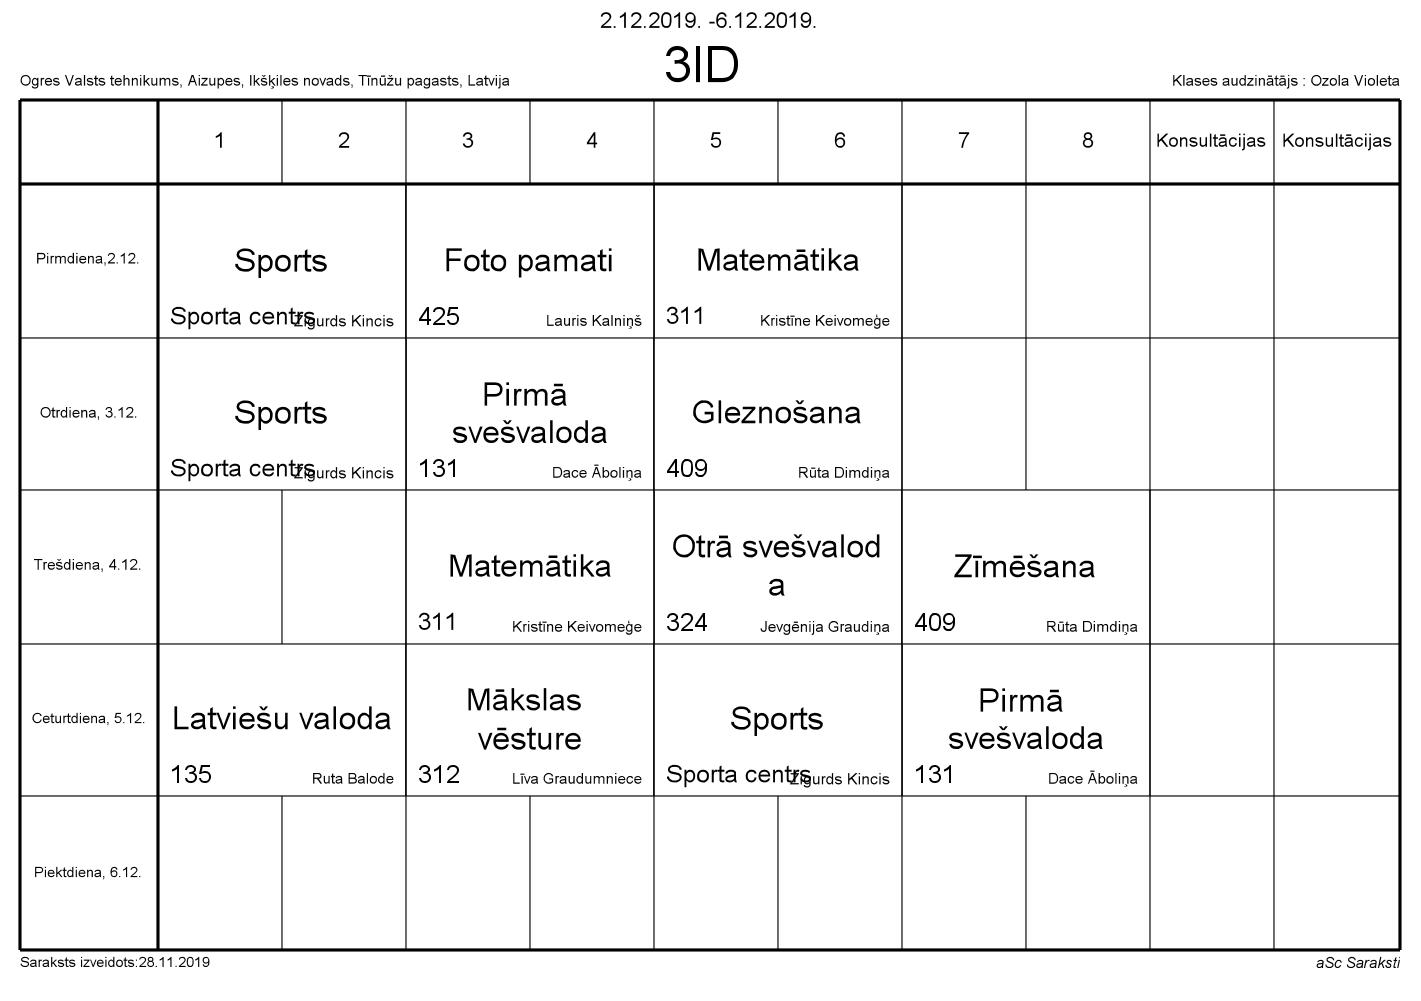 2.12.2019. -6.12.2019.
3ID
Ogres Valsts tehnikums, Aizupes, Ikšķiles novads, Tīnūžu pagasts, Latvija
Klases audzinātājs : Ozola Violeta
1 2 3 4 5 6 7 8 Konsultācijas Konsultācijas
Pirmdiena,2.12.
Sports
Sporta centrs Zigurds Kincis
Foto pamati
425 Lauris Kalniņš
Matemātika
311 Kristīne Keivomeģe
Otrdiena, 3.12.
Sports
Sporta centrs Zigurds Kincis
Pirmā
svešvaloda
131 Dace Āboliņa
Gleznošana
409 Rūta Dimdiņa
Trešdiena, 4.12.
Matemātika
311 Kristīne Keivomeģe
Otrā svešvalod
a
324 Jevgēnija Graudiņa
Zīmēšana
409 Rūta Dimdiņa
Ceturtdiena, 5.12.
Latviešu valoda
135 Ruta Balode
Mākslas
vēsture
312 Līva Graudumniece
Sports
Sporta centrs Zigurds Kincis
Pirmā
svešvaloda
131 Dace Āboliņa
Piektdiena, 6.12.
Saraksts izveidots:28.11.2019
aSc Saraksti